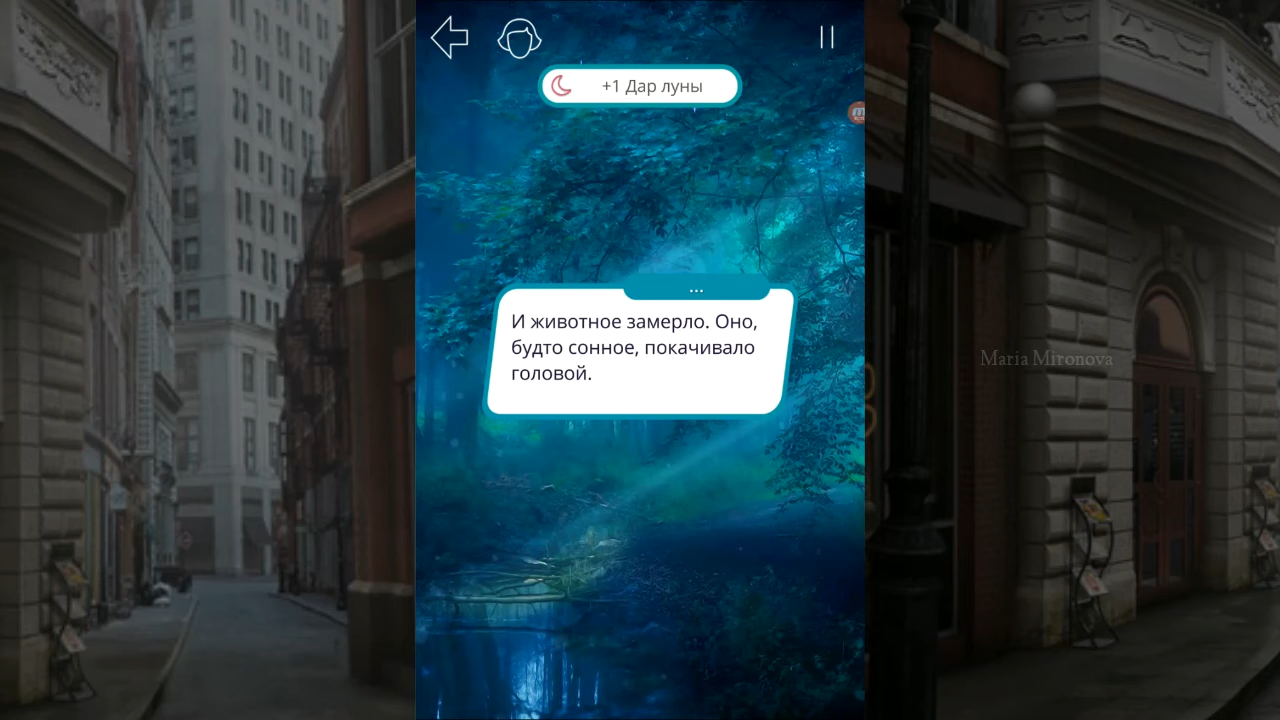 +1 Дар луны
...
И животное замерло. Оно,
будто сонное, покачивало
головой.
Maria Mironova